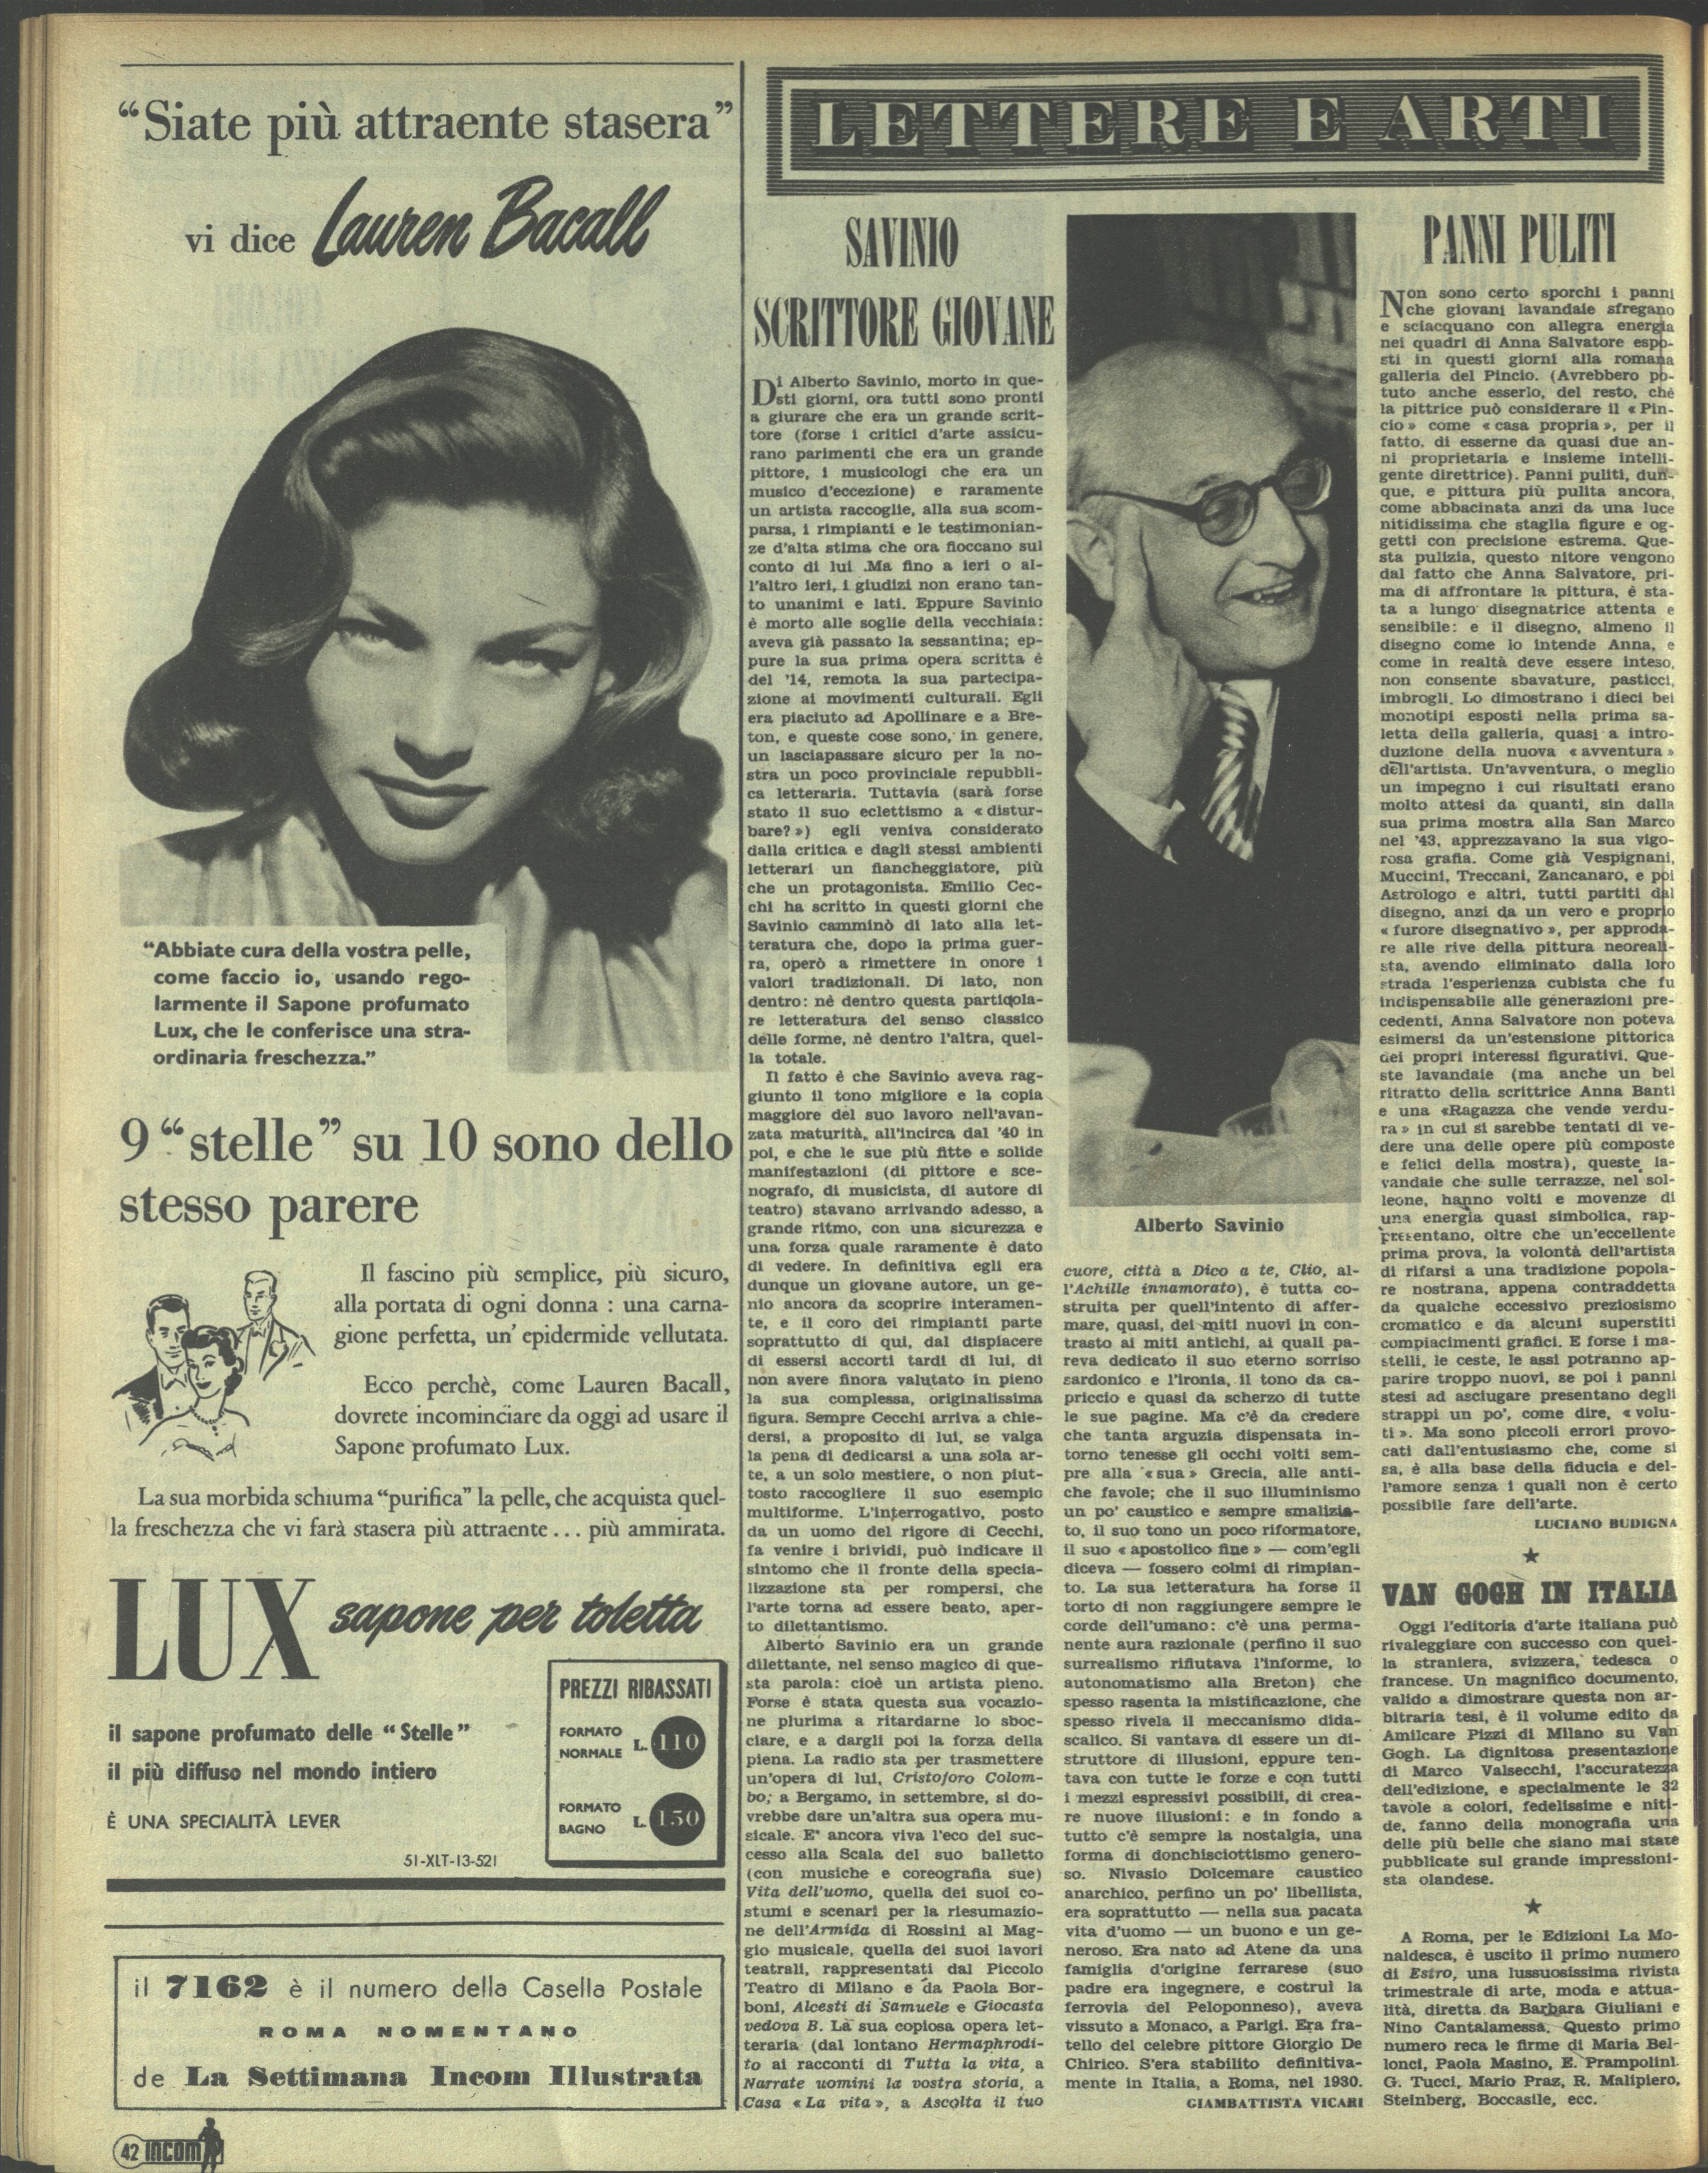 “Siate più attraente stasera”
vi dice Lauren Bacall
“Abbiate cura della vostra pelle,
come faccio io, usando rego-
larmente il Sapone profumato
Lux, che le conferisce una stra-
ordinaria freschezza.”
9 “stelle” su 10 sono dello
stesso parere
Il fascino più semplice, più sicuro,
alla portata di ogni donna : una carna-
gione perfetta, un' epidermide vellutata.
Ecco perchè, come Lauren Bacall,
dovrete incominciare da oggi ad usare il
Sapone profumato Lux.
La sua morbida schiuma “purifica” la pelle, che acquista quel-
la freschezza che vi farà stasera più attraente . . . più ammirata.
LUX sapone per toletta
il sapone profumato delle “Stelle”
il più diffuso nel mondo intiero
È UNA SPECIALITÀ LEVER
PREZZI RIBASSATI
FORMATO NORMALE L. 110
FORMATO BAGNO L. 150
51-XLT-13-521
il 7162 è il numero della Casella Postale
ROMA NOMENTANO
de La Settimana Incom Illustrata
42 INCOM
LETTERE E ARTI
SAVINIO
SCRITTORE GIOVANE
Di Alberto Savinio, morto in que-
sti giorni, ora tutti sono pronti
a giurare che era un grande scrit-
tore (forse i critici d'arte assicu-
rano parimenti che era un grande
pittore, i musicologi che era un
musico d'eccezione) e raramente
un artista raccoglie, alla sua scom-
parsa, i rimpianti e le testimonian-
ze d'alta stima che ora fioccano sul
conto di lui .Ma fino a ieri o al-
l'altro ieri, i giudizi non erano tan-
to unanimi e lati. Eppure Savinio
è morto alle soglie della vecchiaia:
aveva già passato la sessantina; ep-
pure la sua prima opera scritta è
del '14, remota la sua partecipa-
zione ai movimenti culturali. Egli
era piaciuto ad Apollinare e a Bre-
ton, e queste cose sono, in genere,
un lasciapassare sicuro per la no-
stra un poco provinciale repubbli-
ca letteraria. Tuttavia (sarà forse
stato il suo eclettismo a « distur-
bare? ») egli veniva considerato
dalla critica e dagli stessi ambienti
letterari un fiancheggiatore, più
che un protagonista. Emilio Cec-
chi ha scritto in questi giorni che
Savinio camminò di lato alla let-
teratura che, dopo la prima guer-
ra, operò a rimettere in onore i
valori tradizionali. Di lato, non
dentro: nè dentro questa particola-
re letteratura del senso classico
delle forme, nè dentro l'altra, quel-
la totale.
Il fatto è che Savinio aveva rag-
giunto il tono migliore e la copia
maggiore del suo lavoro nell'avan-
zata maturità, all'incirca dal '40 in
poi, e che le sue più fitte e solide
manifestazioni (di pittore e sce-
nografo, di musicista, di autore di
teatro) stavano arrivando adesso, a
grande ritmo, con una sicurezza e
una forza quale raramente è dato
di vedere. In definitiva egli era
dunque un giovane autore, un ge-
nio ancora da scoprire interamen-
te, e il coro dei rimpianti parte
soprattutto di qui, dal dispiacere
di essersi accorti tardi di lui, di
non avere finora valutato in pieno
la sua complessa, originalissima
figura. Sempre Cecchi arriva a chie-
dersi, a proposito di lui, se valga
la pena di dedicarsi a una sola ar-
te, a un solo mestiere, o non piut-
tosto raccogliere il suo esempio
multiforme. L'interrogativo, posto
da un uomo del rigore di Cecchi,
fa venire i brividi, può indicare il
sintomo che il fronte della specia-
lizzazione sta per rompersi, che
l'arte torna ad essere beato, aper-
to dilettantismo.
Alberto Savinio era un grande
dilettante, nel senso magico di que-
sta parola: cioè un artista pieno.
Forse è stata questa sua vocazio-
ne plurima a ritardarne lo sboc-
ciare, e a dargli poi la forza della
piena. La radio sta per trasmettere
un'opera di lui, Cristoforo Colom-
bo; a Bergamo, in settembre, si do-
vrebbe dare un'altra sua opera mu-
sicale. E' ancora viva l'eco del suc-
cesso alla Scala del suo balletto
(con musiche e coreografia sue)
Vita dell'uomo, quella dei suoi co-
stumi e scenari per la riesumazio-
ne dell'Armida di Rossini al Mag-
gio musicale, quella dei suoi lavori
teatrali, rappresentati dal Piccolo
Teatro di Milano e da Paola Bor-
boni, Alcesti di Samuele e Giocasta
vedova B. La sua copiosa opera let-
teraria (dal lontano Hermaphrodi-
to ai racconti di Tutta la vita, a
Narrate uomini la vostra storia, a
Casa « La vita », a Ascolta il tuo
Alberto Savinio
cuore, città a Dico a te, Clio, al-
l'Achille innamorato), è tutta co-
struita per quell'intento di affer-
mare, quasi, dei miti nuovi in con-
trasto ai miti antichi, ai quali pa-
reva dedicato il suo eterno sorriso
sardonico e l'ironia, il tono da ca-
priccio e quasi da scherzo di tutte
le sue pagine. Ma c'è da credere
che tanta arguzia dispensata in-
torno tenesse gli occhi volti sem-
pre alla « sua » Grecia, alle anti-
che favole; che il suo illuminismo
un po' caustico e sempre smalizia-
to, il suo tono un poco riformatore,
il suo « apostolico fine » — com'egli
diceva — fossero colmi di rimpian-
to. La sua letteratura ha forse il
torto di non raggiungere sempre le
corde dell'umano: c'è una perma-
nente aura razionale (perfino il suo
surrealismo rifiutava l'informe, lo
autonomatismo alla Breton) che
spesso rasenta la mistificazione, che
spesso rivela il meccanismo dida-
scalico. Si vantava di essere un di-
struttore di illusioni, eppure ten-
tava con tutte le forze e con tutti
i mezzi espressivi possibili, di crea-
re nuove illusioni: e in fondo a
tutto c'è sempre la nostalgia, una
forma di donchisciottismo genero-
so. Nivasio Dolcemare caustico
anarchico, perfino un po' libellista,
era soprattutto — nella sua pacata
vita d'uomo — un buono e un ge-
neroso. Era nato ad Atene da una
famiglia d'origine ferrarese (suo
padre era ingegnere, e costruì la
ferrovia del Peloponneso), aveva
vissuto a Monaco, a Parigi. Era fra-
tello del celebre pittore Giorgio De
Chirico. S'era stabilito definitiva-
mente in Italia, a Roma, nel 1930.
GIAMBATTISTA VICARI
PANNI PULITI
Non sono certo sporchi i panni
che giovani lavandaie sfregano
e sciacquano con allegra energia
nei quadri di Anna Salvatore espo-
sti in questi giorni alla romana
galleria del Pincio. (Avrebbero po-
tuto anche esserlo, del resto, chè
la pittrice può considerare il « Pin-
cio » come « casa propria », per il
fatto, di esserne da quasi due an-
ni proprietaria e insieme intelli-
gente direttrice). Panni puliti, dun-
que, e pittura più pulita ancora,
come abbacinata anzi da una luce
nitidissima che staglia figure e og-
getti con precisione estrema. Que-
sta pulizia, questo nitore vengono
dal fatto che Anna Salvatore, pri-
ma di affrontare la pittura, è sta-
ta a lungo disegnatrice attenta e
sensibile: e il disegno, almeno il
disegno come lo intende Anna, e
come in realtà deve essere inteso,
non consente sbavature, pasticci,
imbrogli. Lo dimostrano i dieci bei
monotipi esposti nella prima sa-
letta della galleria, quasi a intro-
duzione della nuova « avventura »
dell'artista. Un'avventura, o meglio
un impegno i cui risultati erano
molto attesi da quanti, sin dalla
sua prima mostra alla San Marco
nel '43, apprezzavano la sua vigo-
rosa grafia. Come già Vespignani,
Muccini, Treccani, Zancanaro, e poi
Astrologo e altri, tutti partiti dal
disegno, anzi da un vero e proprio
« furore disegnativo », per approda-
re alle rive della pittura neoreali-
sta, avendo eliminato dalla loro
strada l'esperienza cubista che fu
indispensabile alle generazioni pre-
cedenti, Anna Salvatore non poteva
esimersi da un'estensione pittorica
dei propri interessi figurativi. Que-
ste lavandaie (ma anche un bel
ritratto della scrittrice Anna Banti
e una «Ragazza che vende verdu-
ra » in cui si sarebbe tentati di ve-
dere una delle opere più composte
e felici della mostra), queste la-
vandaie che sulle terrazze, nel sol-
leone, hanno volti e movenze di
una energia quasi simbolica, rap-
presentano, oltre che un'eccellente
prima prova, la volontà dell'artista
di rifarsi a una tradizione popola-
re nostrana, appena contraddetta
da qualche eccessivo preziosismo
cromatico e da alcuni superstiti
compiacimenti grafici. E forse i ma-
stelli, le ceste, le assi potranno ap-
parire troppo nuovi, se poi i panni
stesi ad asciugare presentano degli
strappi un po', come dire, « volu-
ti ». Ma sono piccoli errori provo-
cati dall'entusiasmo che, come si
sa, è alla base della fiducia e del-
l'amore senza i quali non è certo
possibile fare dell'arte.
LUCIANO BUDIGNA
★
VAN GOGH IN ITALIA
Oggi l'editoria d'arte italiana può
rivaleggiare con successo con quel-
la straniera, svizzera, tedesca o
francese. Un magnifico documento,
valido a dimostrare questa non ar-
bitraria tesi, è il volume edito da
Amilcare Pizzi di Milano su Van
Gogh. La dignitosa presentazione
di Marco Valsecchi, l'accuratezza
dell'edizione, e specialmente le 32
tavole a colori, fedelissime e niti-
de, fanno della monografia una
delle più belle che siano mai state
pubblicate sul grande impressioni-
sta olandese.
★
A Roma, per le Edizioni La Mo-
naldesca, è uscito il primo numero
di Estro, una lussuosissima rivista
trimestrale di arte, moda e attua-
lità, diretta da Barbara Giuliani e
Nino Cantalamessa. Questo primo
numero reca le firme di Maria Bel-
lonci, Paola Masino, E. Prampolini.
G. Tucci, Mario Praz, R. Malipiero,
Steinberg, Boccasile, ecc.